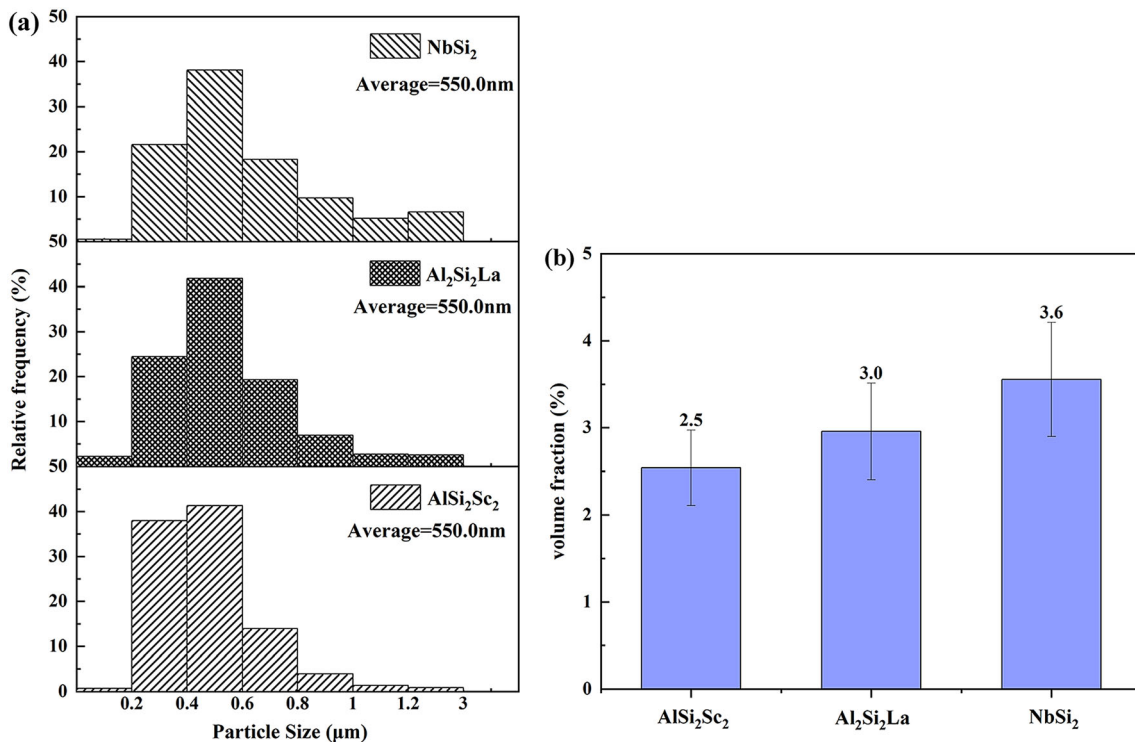 (a)
Relative frequency (%)
50
40
30
20
10
NbSi₂
Average=550.0nm
50
40
30
20
10
Al₂Si₂La
Average=550.0nm
50
40
30
20
10
0
AlSi₂Sc₂
Average=550.0nm
0.2 0.4 0.6 0.8 1 1.2 3
Particle Size (μm)
(b)
volume fraction (%)
5
4
3
2
1
0
2.5 3.0 3.6
AlSi₂Sc₂ Al₂Si₂La NbSi₂